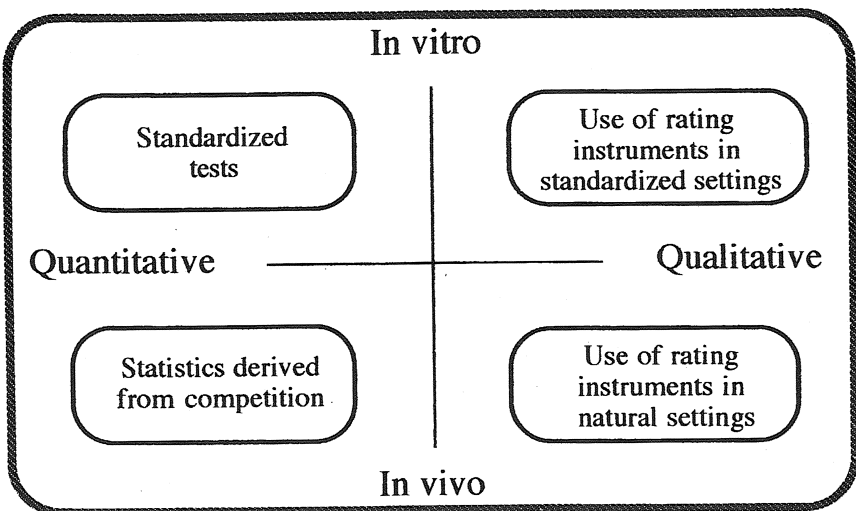 In vitro
Standardized
tests
Use of rating
instruments in
standardized settings
Quantitative
Qualitative
Statistics derived
from competition
Use of rating
instruments in
natural settings
In vivo